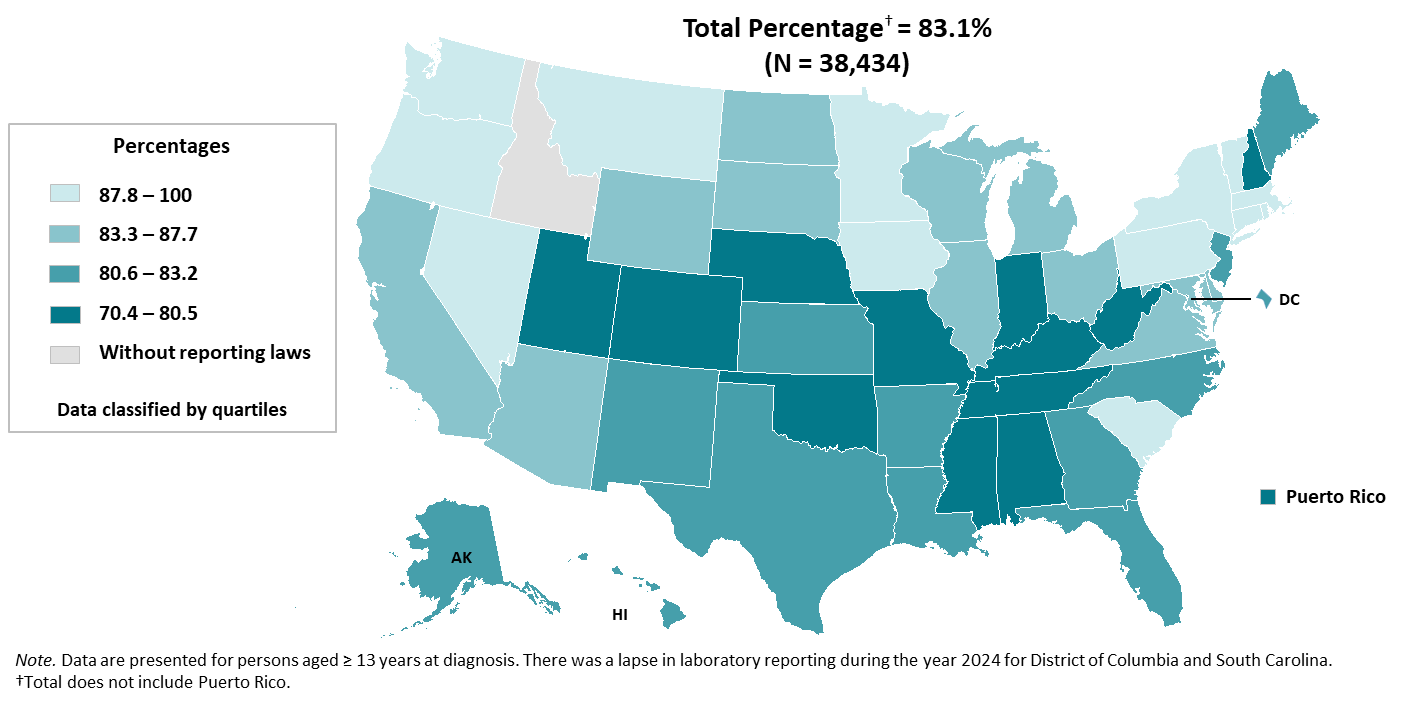 Total Percentage† = 83.1%
(N = 38,434)
Percentages
87.8 – 100
83.3 – 87.7
80.6 – 83.2
70.4 – 80.5
Without reporting laws
Data classified by quartiles
DC
Puerto Rico
AK
HI
Note. Data are presented for persons aged ≥ 13 years at diagnosis. There was a lapse in laboratory reporting during the year 2024 for District of Columbia and South Carolina.
†Total does not include Puerto Rico.